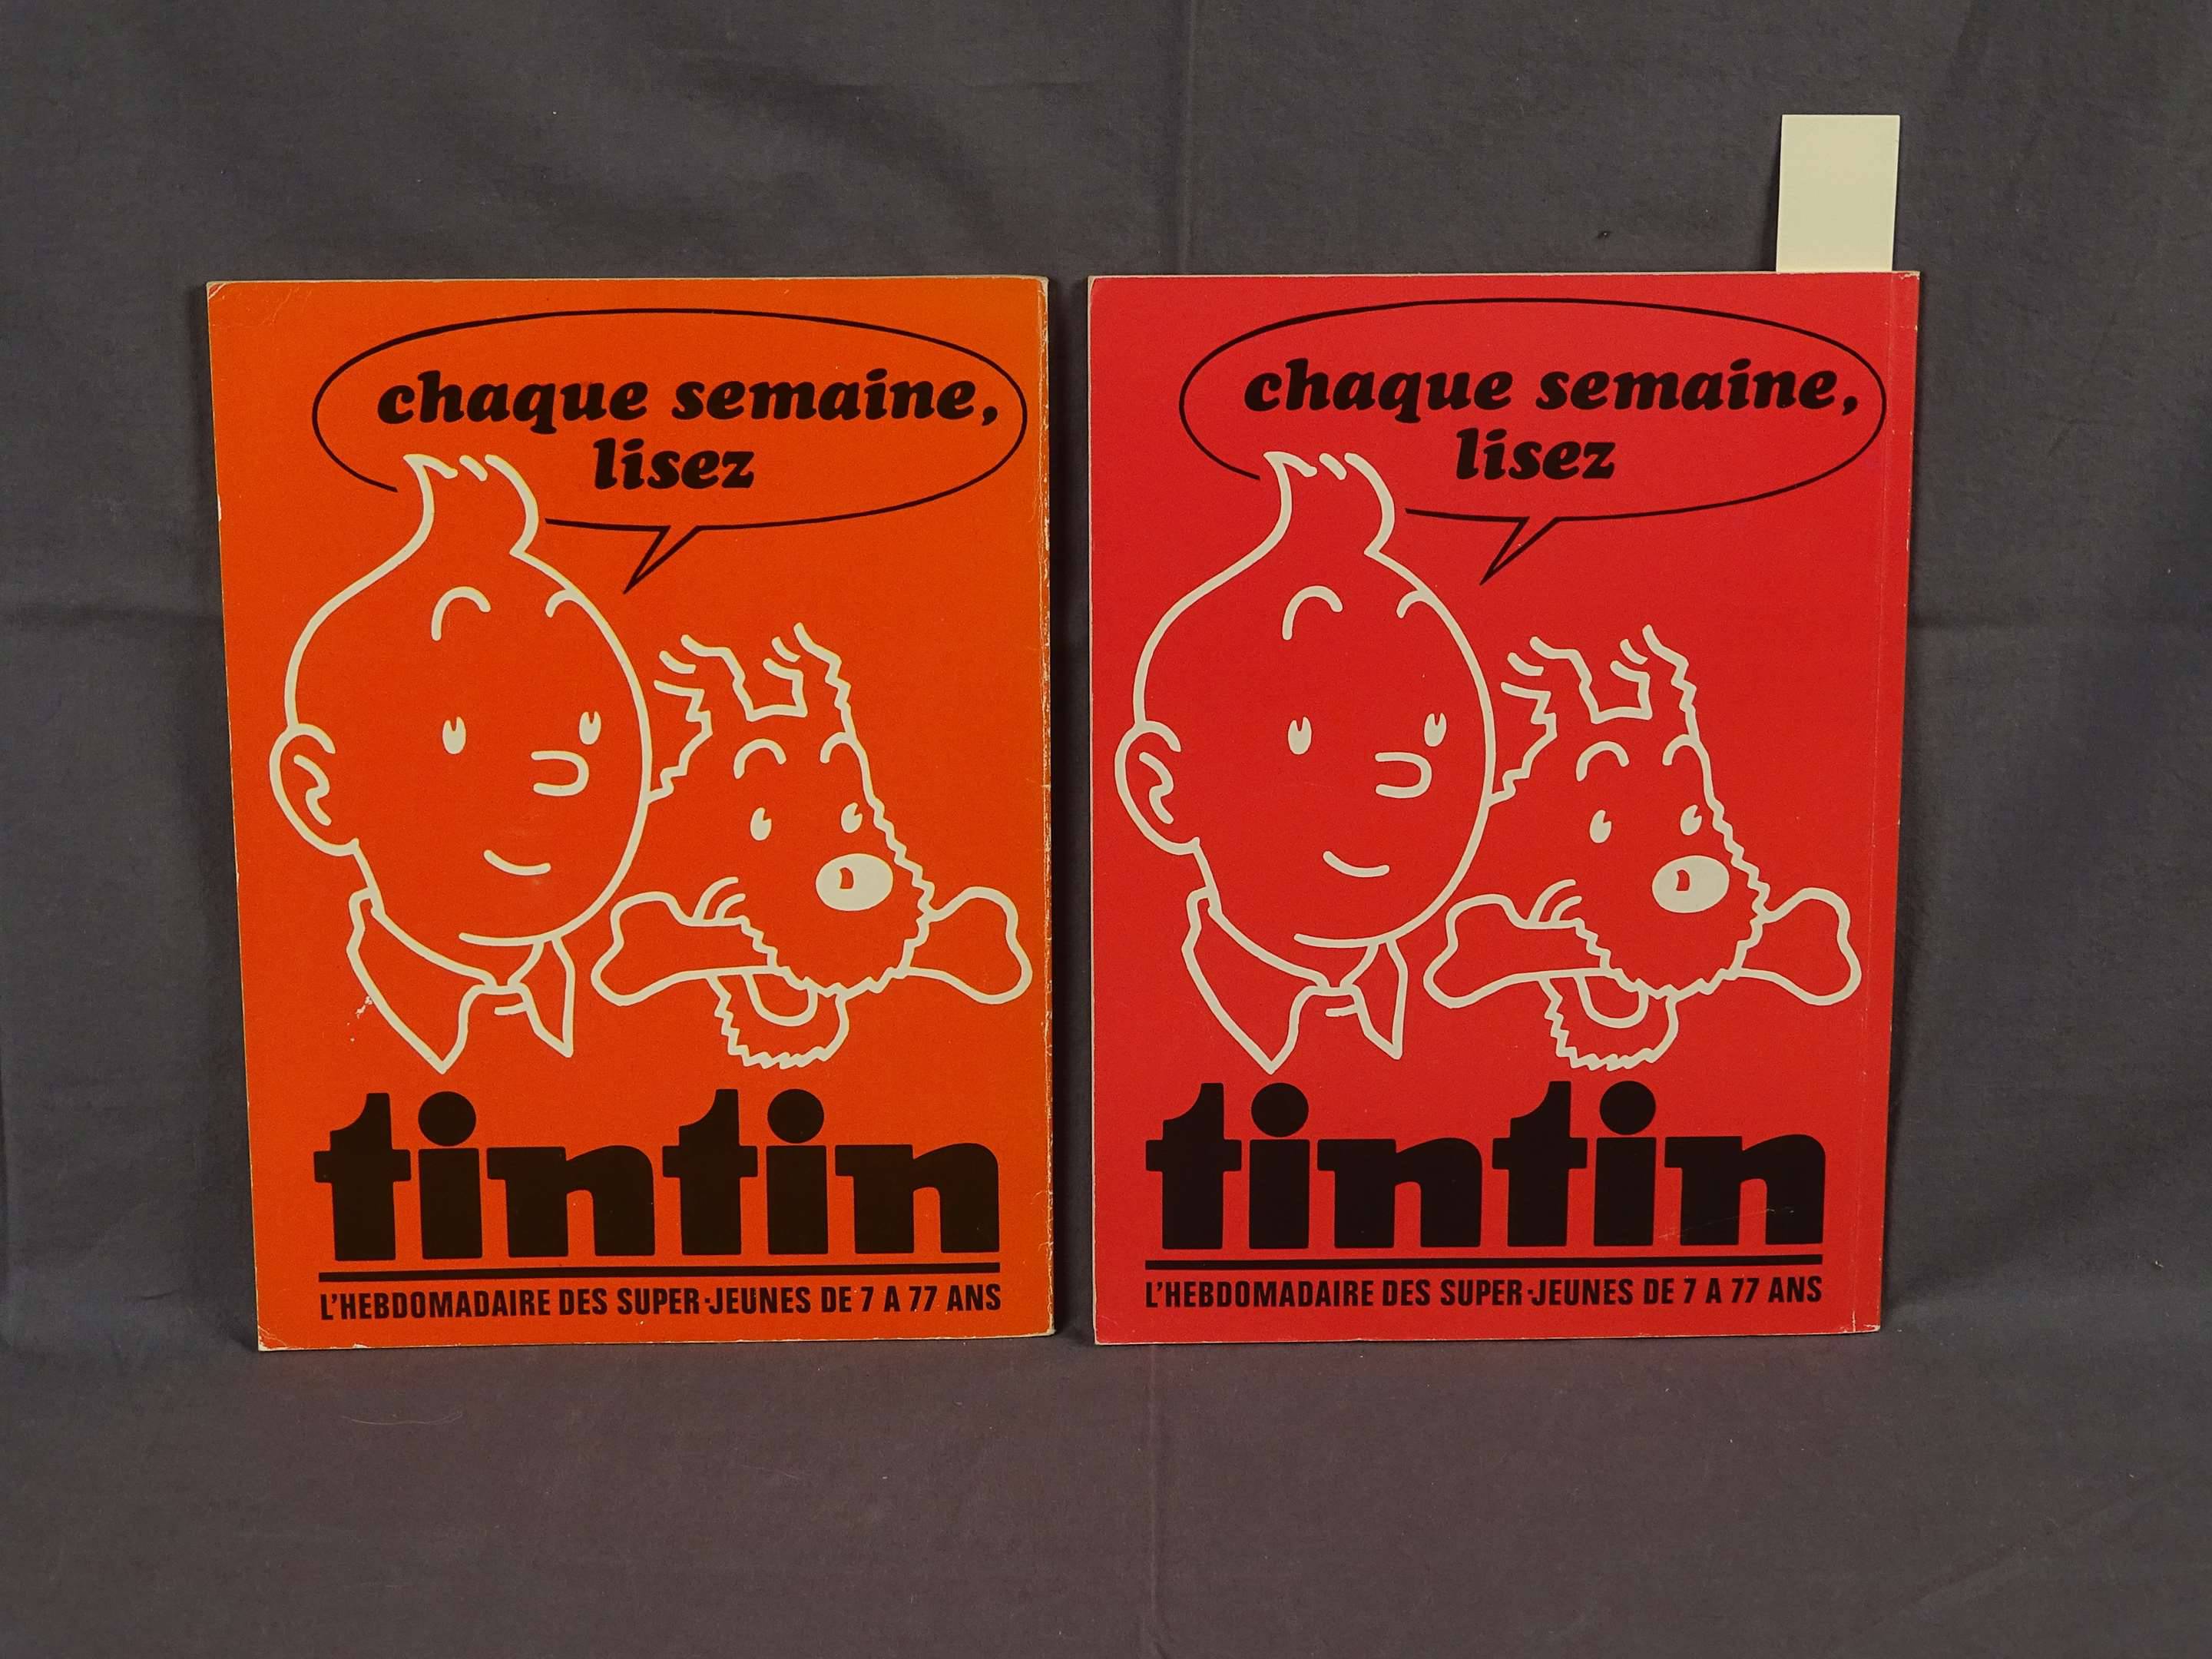 chaque semaine,
lisez
tintin
L'HEBDOMADAIRE DES SUPER-JEUNES DE 7 A 77 ANS
chaque semaine,
lisez
tintin
L'HEBDOMADAIRE DES SUPER-JEUNES DE 7 A 77 ANS